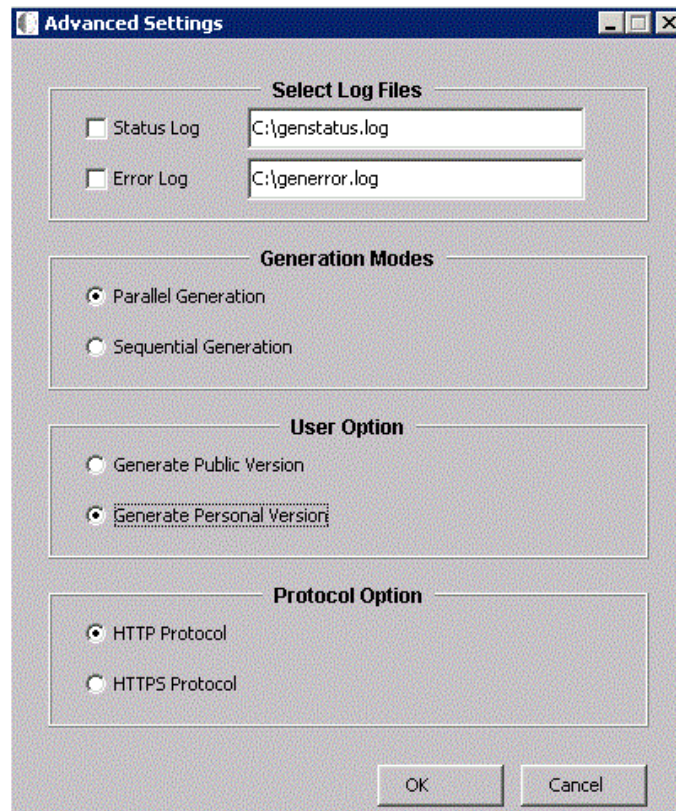 Advanced Settings
Select Log Files
Status Log C:\genstatus.log
Error Log C:\generror.log
Generation Modes
Parallel Generation
Sequential Generation
User Option
Generate Public Version
Generate Personal Version
Protocol Option
HTTP Protocol
HTTPS Protocol
OK Cancel